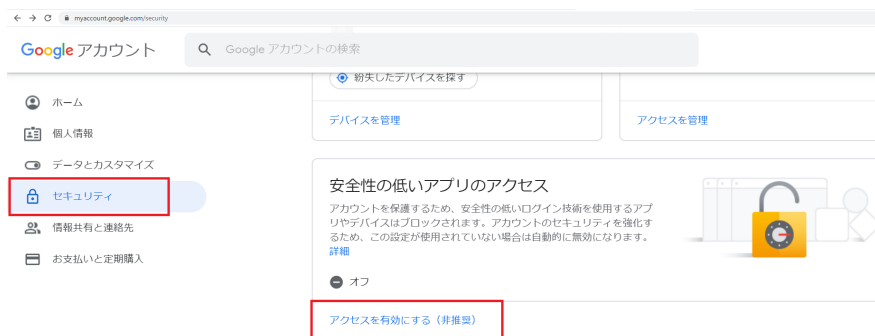 myaccount.google.com/security
Google アカウント
Google アカウントの検索
紛失したデバイスを探す
ホーム
デバイスを管理
アクセスを管理
個人情報
データとカスタマイズ
セキュリティ
情報共有と連絡先
お支払いと定期購入
安全性の低いアプリのアクセス
アカウントを保護するため、安全性の低いログイン技術を使用するアプ
リやデバイスはブロックされます。アカウントのセキュリティを強化す
るため、この設定が使用されていない場合は自動的に無効になります。
詳細
オフ
アクセスを有効にする（非推奨）